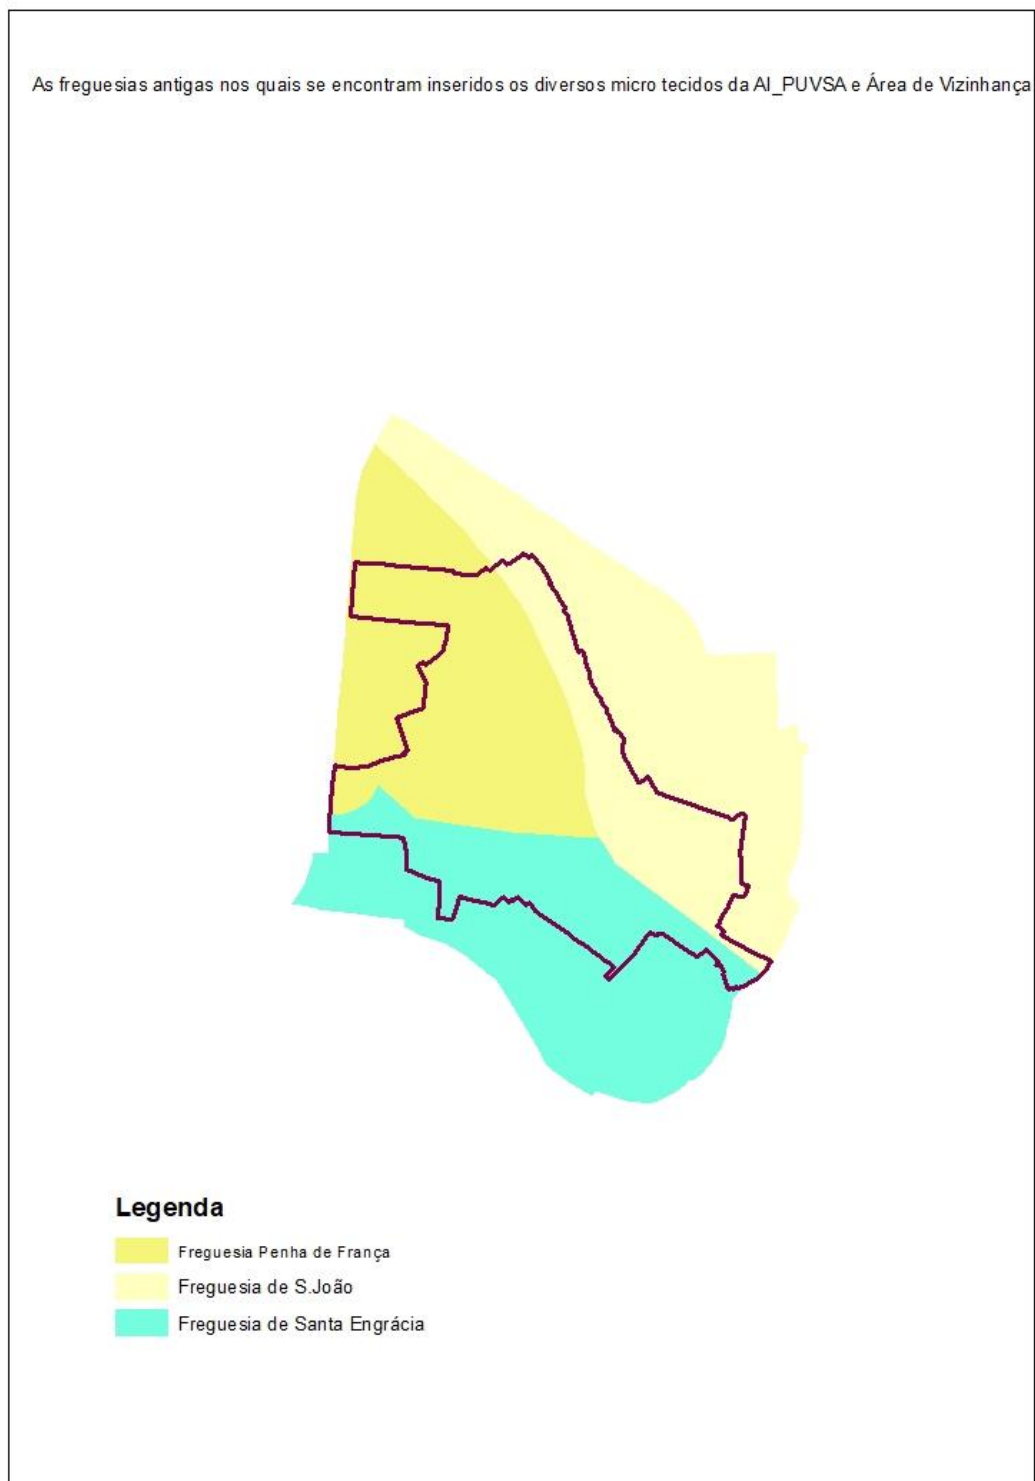 As freguesias antigas nos quais se encontram inseridos os diversos micro tecidos da AI_PUVSA e Área de Vizinhança
Legenda
Freguesia Penha de França
Freguesia de S.João
Freguesia de Santa Engrácia